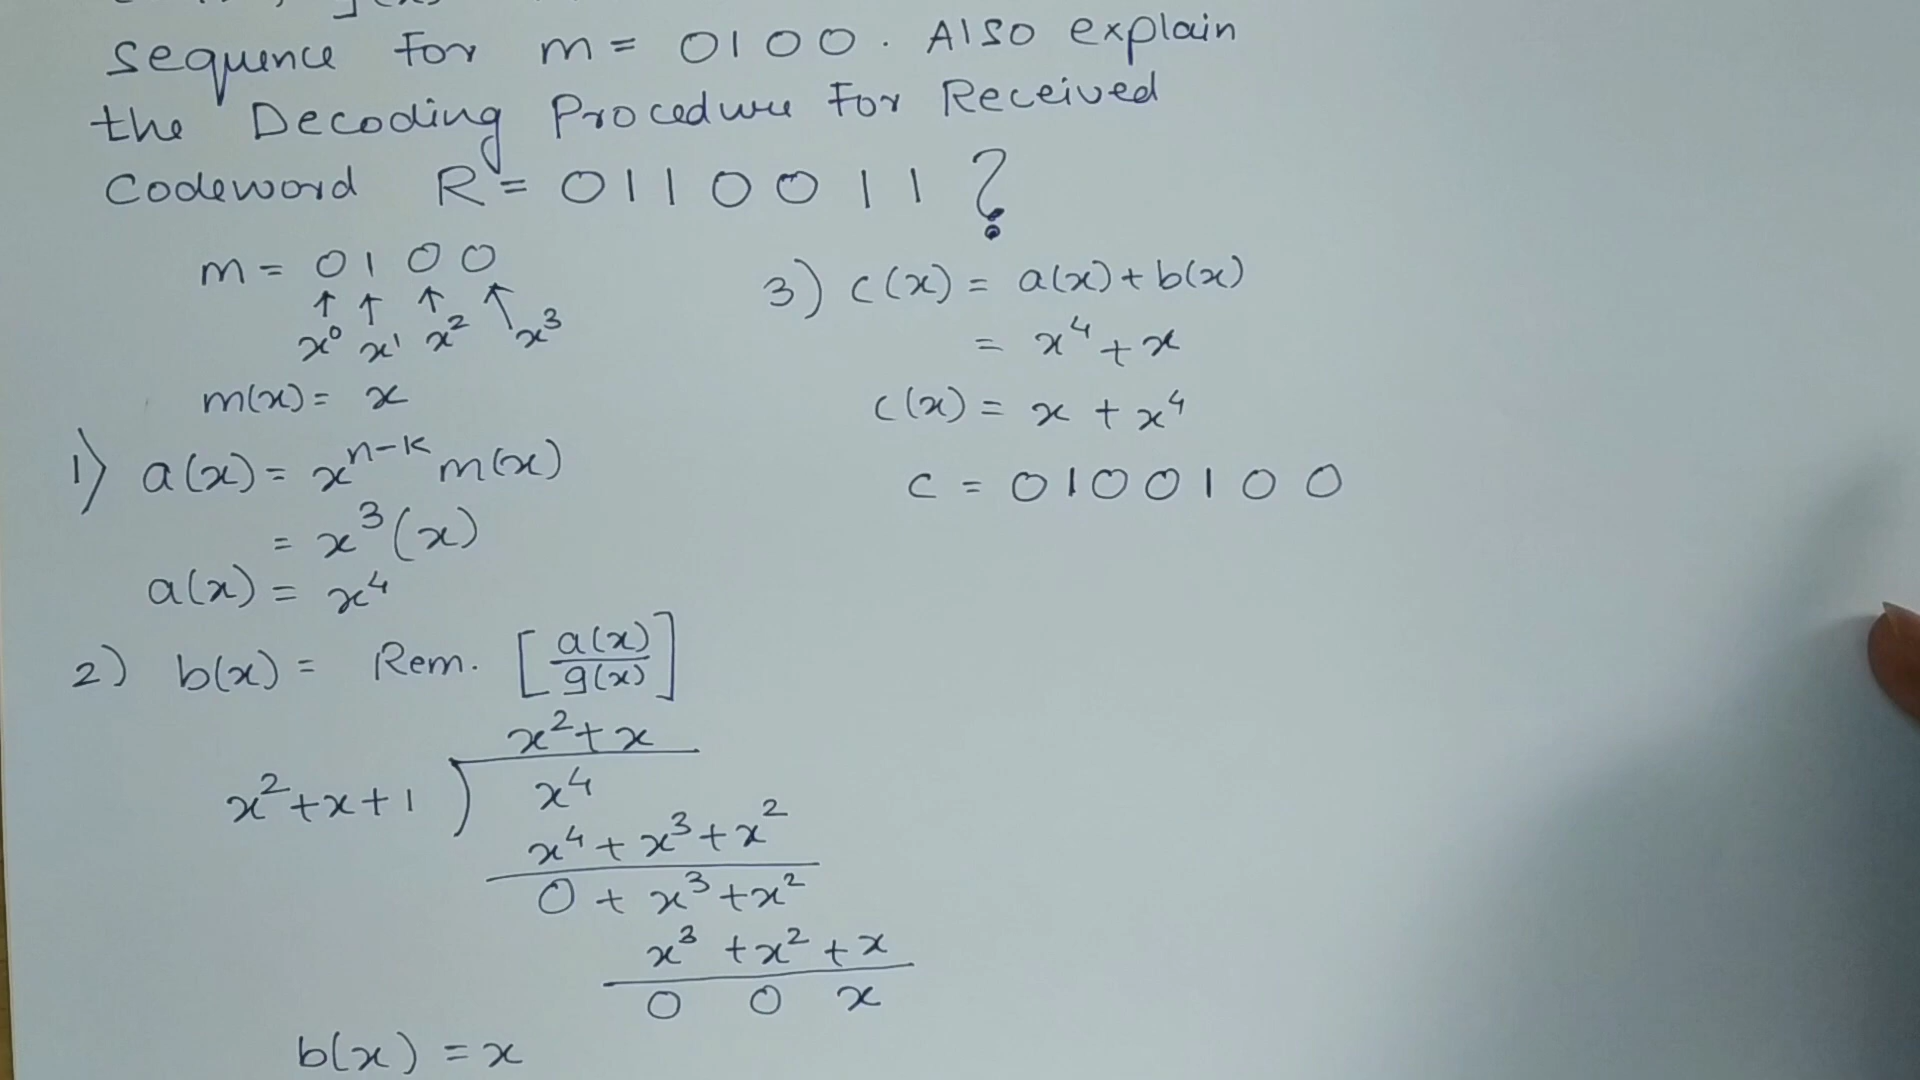 sequence For m = 0100. Also explain
the Decoding Procedure For Received
Codeword R = 0110011 ?
m = 0100
↑ ↑ ↑ ↖
x⁰ x¹ x² x³
m(x) = x
1) a(x) = xⁿ⁻ᵏ m(x)
= x³(x)
a(x) = x⁴
2) b(x) = Rem. [a(x)/g(x)]
x²+x
x²+x+1 ) x⁴
x⁴+x³+x²
0 + x³+x²
x³ +x² +x
0 0 x
b(x) = x
3) c(x) = a(x)+b(x)
= x⁴+x
c(x) = x + x⁴
c = 0100100